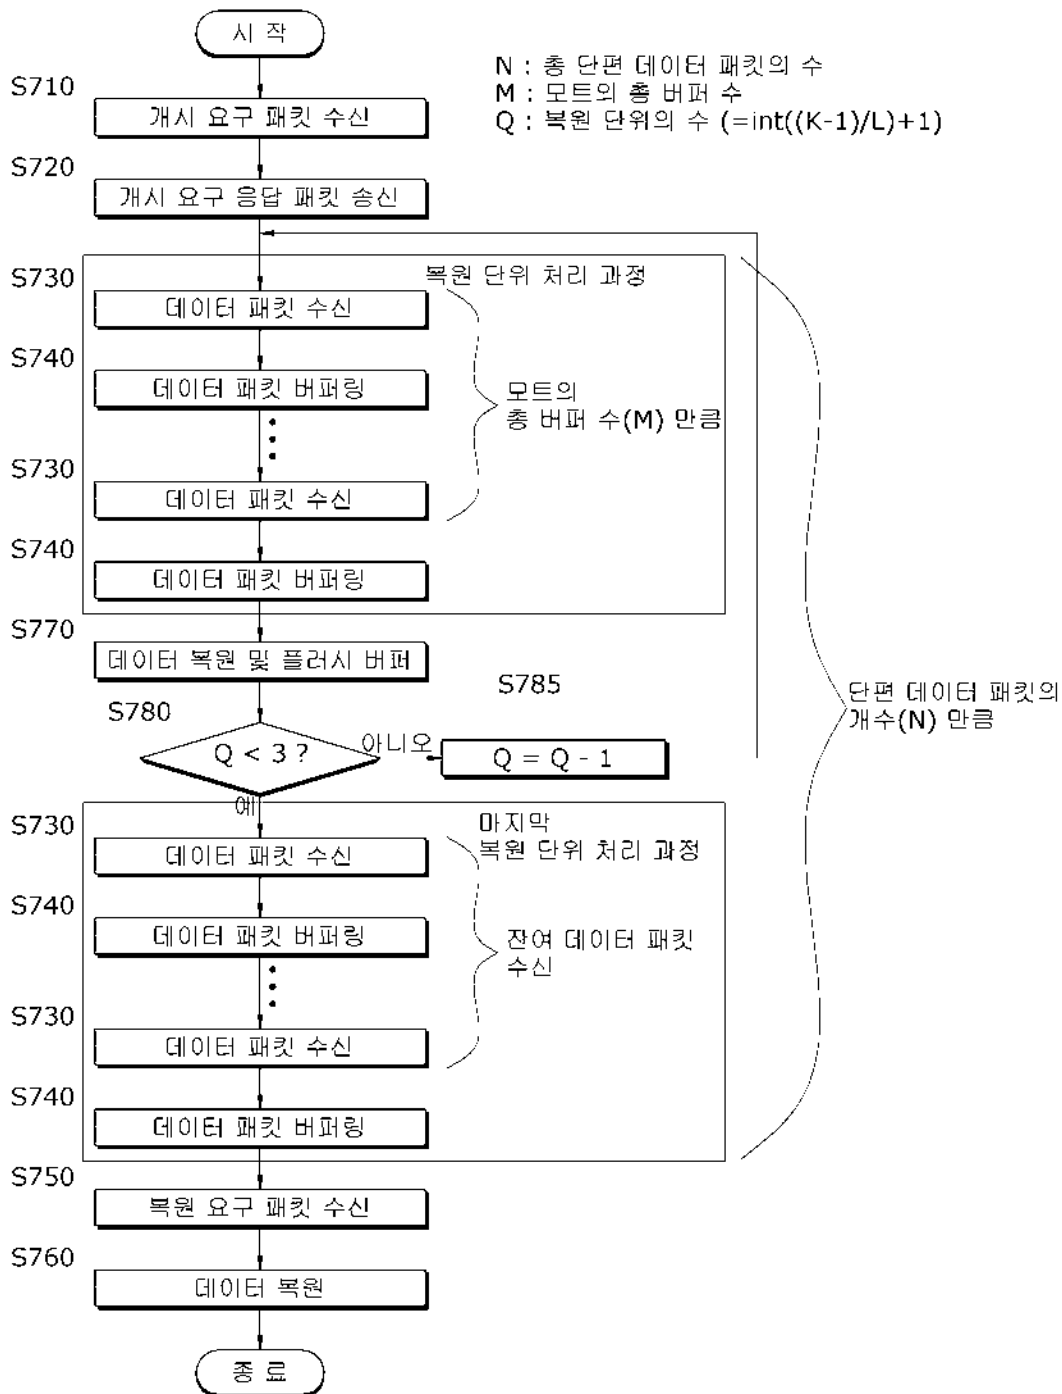 시 작
N : 총 단편 데이터 패킷의 수
M : 모트의 총 버퍼 수
Q : 복원 단위의 수 (=int((K-1)/L)+1)
S710
개시 요구 패킷 수신
S720
개시 요구 응답 패킷 송신
S730
복원 단위 처리 과정
데이터 패킷 수신
S740
데이터 패킷 버퍼링
모트의
총 버퍼 수(M) 만큼
S730
데이터 패킷 수신
S740
데이터 패킷 버퍼링
S770
데이터 복원 및 플러시 버퍼
단편 데이터 패킷의
개수(N) 만큼
S780
S785
Q < 3 ?
아니오
Q = Q - 1
예
S730
마지막
복원 단위 처리 과정
데이터 패킷 수신
S740
데이터 패킷 버퍼링
잔여 데이터 패킷
수신
S730
데이터 패킷 수신
S740
데이터 패킷 버퍼링
S750
복원 요구 패킷 수신
S760
데이터 복원
종 료